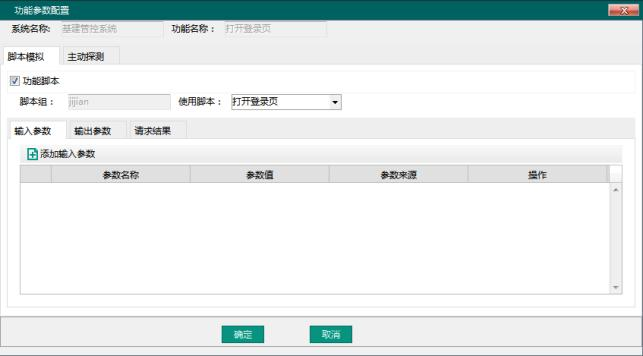 功能参数配置
系统名称: 基建管控系统 功能名称： 打开登录页
脚本模拟 主动探测
功能脚本
脚本组： jijian 使用脚本： 打开登录页
输入参数 输出参数 请求结果
添加输入参数
参数名称 参数值 参数来源 操作
确定 取消